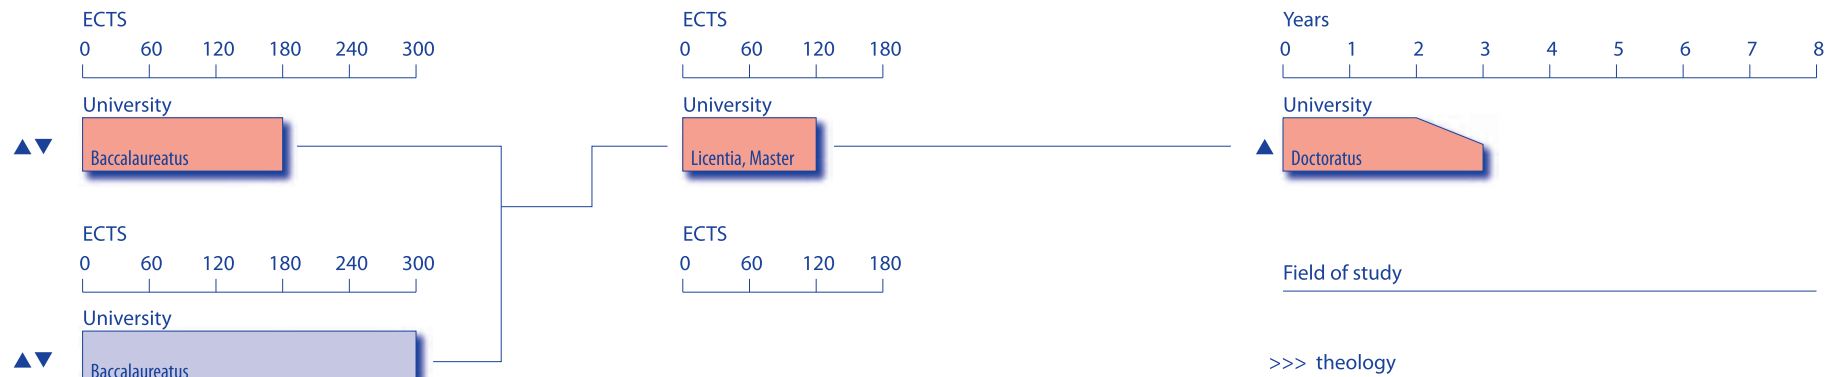 ECTS
0 60 120 180 240 300
University
Baccalaureatus
ECTS
0 60 120 180
University
Licentia, Master
Years
0 1 2 3 4 5 6 7 8
University
Doctoratus
ECTS
0 60 120 180 240 300
University
Baccalaureatus
ECTS
0 60 120 180
Field of study
>>> theology